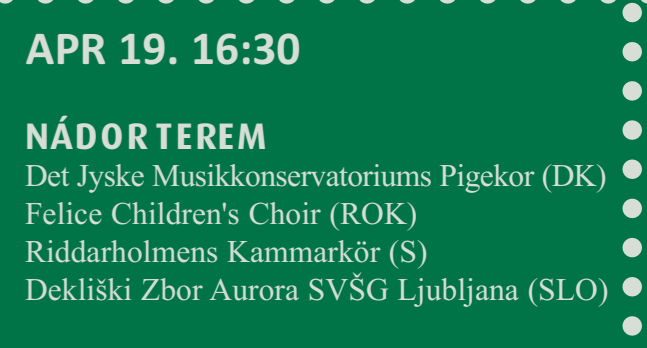 APR 19. 16:30
NÁDOR TEREM
Det Jyske Musikkonservatoriums Pigekor (DK)
Felice Children's Choir (ROK)
Riddarholmens Kammarkör (S)
Dekliški Zbor Aurora SVŠG Ljubljana (SLO)